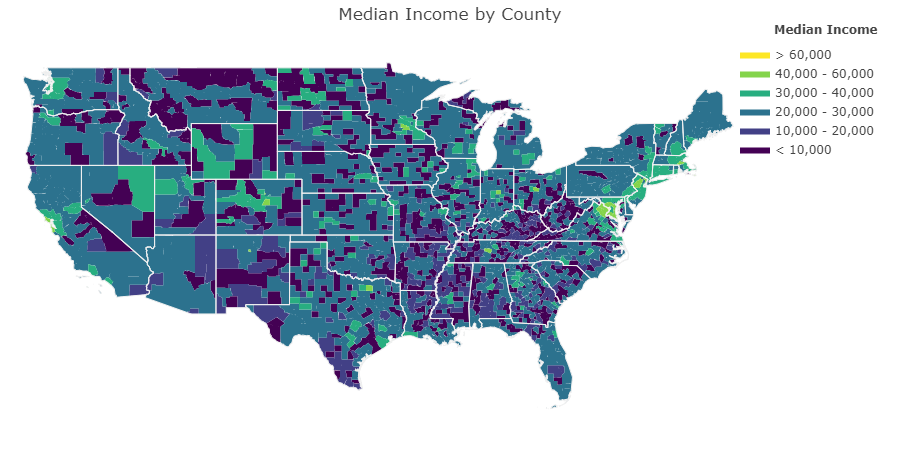 Median Income by County
Median Income
> 60,000
40,000 - 60,000
30,000 - 40,000
20,000 - 30,000
10,000 - 20,000
< 10,000